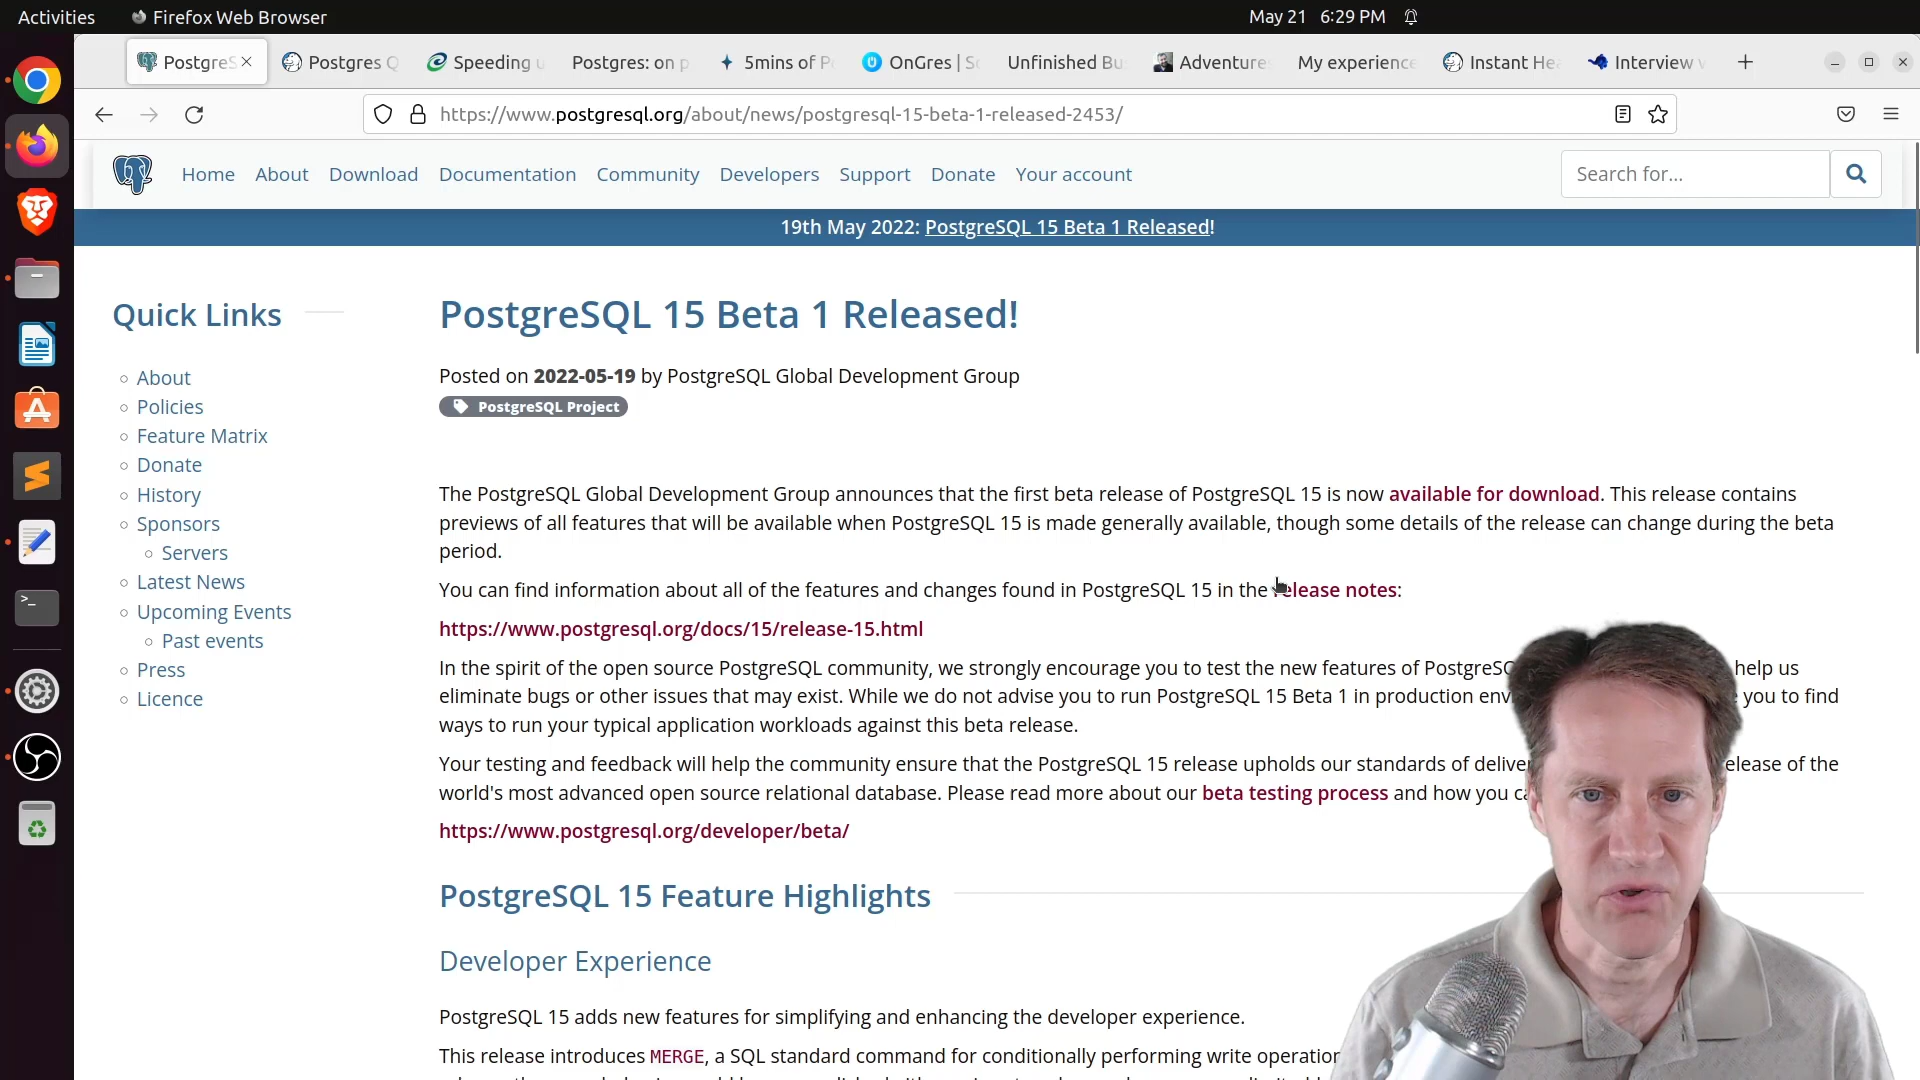 Activities
Firefox Web Browser
May 21 6:29 PM
PostgreS
Postgres Q
Speeding u
Postgres: on p
5mins of P
OnGres | S
Unfinished Bu
Adventure
My experience
Instant He
Interview v
https://www.postgresql.org/about/news/postgresql-15-beta-1-released-2453/
Home About Download Documentation Community Developers Support Donate Your account
Search for...
19th May 2022: PostgreSQL 15 Beta 1 Released!
Quick Links
About
Policies
Feature Matrix
Donate
History
Sponsors
Servers
Latest News
Upcoming Events
Past events
Press
Licence
PostgreSQL 15 Beta 1 Released!
Posted on 2022-05-19 by PostgreSQL Global Development Group
PostgreSQL Project
The PostgreSQL Global Development Group announces that the first beta release of PostgreSQL 15 is now available for download. This release contains
previews of all features that will be available when PostgreSQL 15 is made generally available, though some details of the release can change during the beta
period.
You can find information about all of the features and changes found in PostgreSQL 15 in the release notes:
https://www.postgresql.org/docs/15/release-15.html
In the spirit of the open source PostgreSQL community, we strongly encourage you to test the new features of PostgreSQ help us
eliminate bugs or other issues that may exist. While we do not advise you to run PostgreSQL 15 Beta 1 in production env you to find
ways to run your typical application workloads against this beta release.
Your testing and feedback will help the community ensure that the PostgreSQL 15 release upholds our standards of deliver elease of the
world's most advanced open source relational database. Please read more about our beta testing process and how you ca
https://www.postgresql.org/developer/beta/
PostgreSQL 15 Feature Highlights
Developer Experience
PostgreSQL 15 adds new features for simplifying and enhancing the developer experience.
This release introduces MERGE, a SQL standard command for conditionally performing write operation